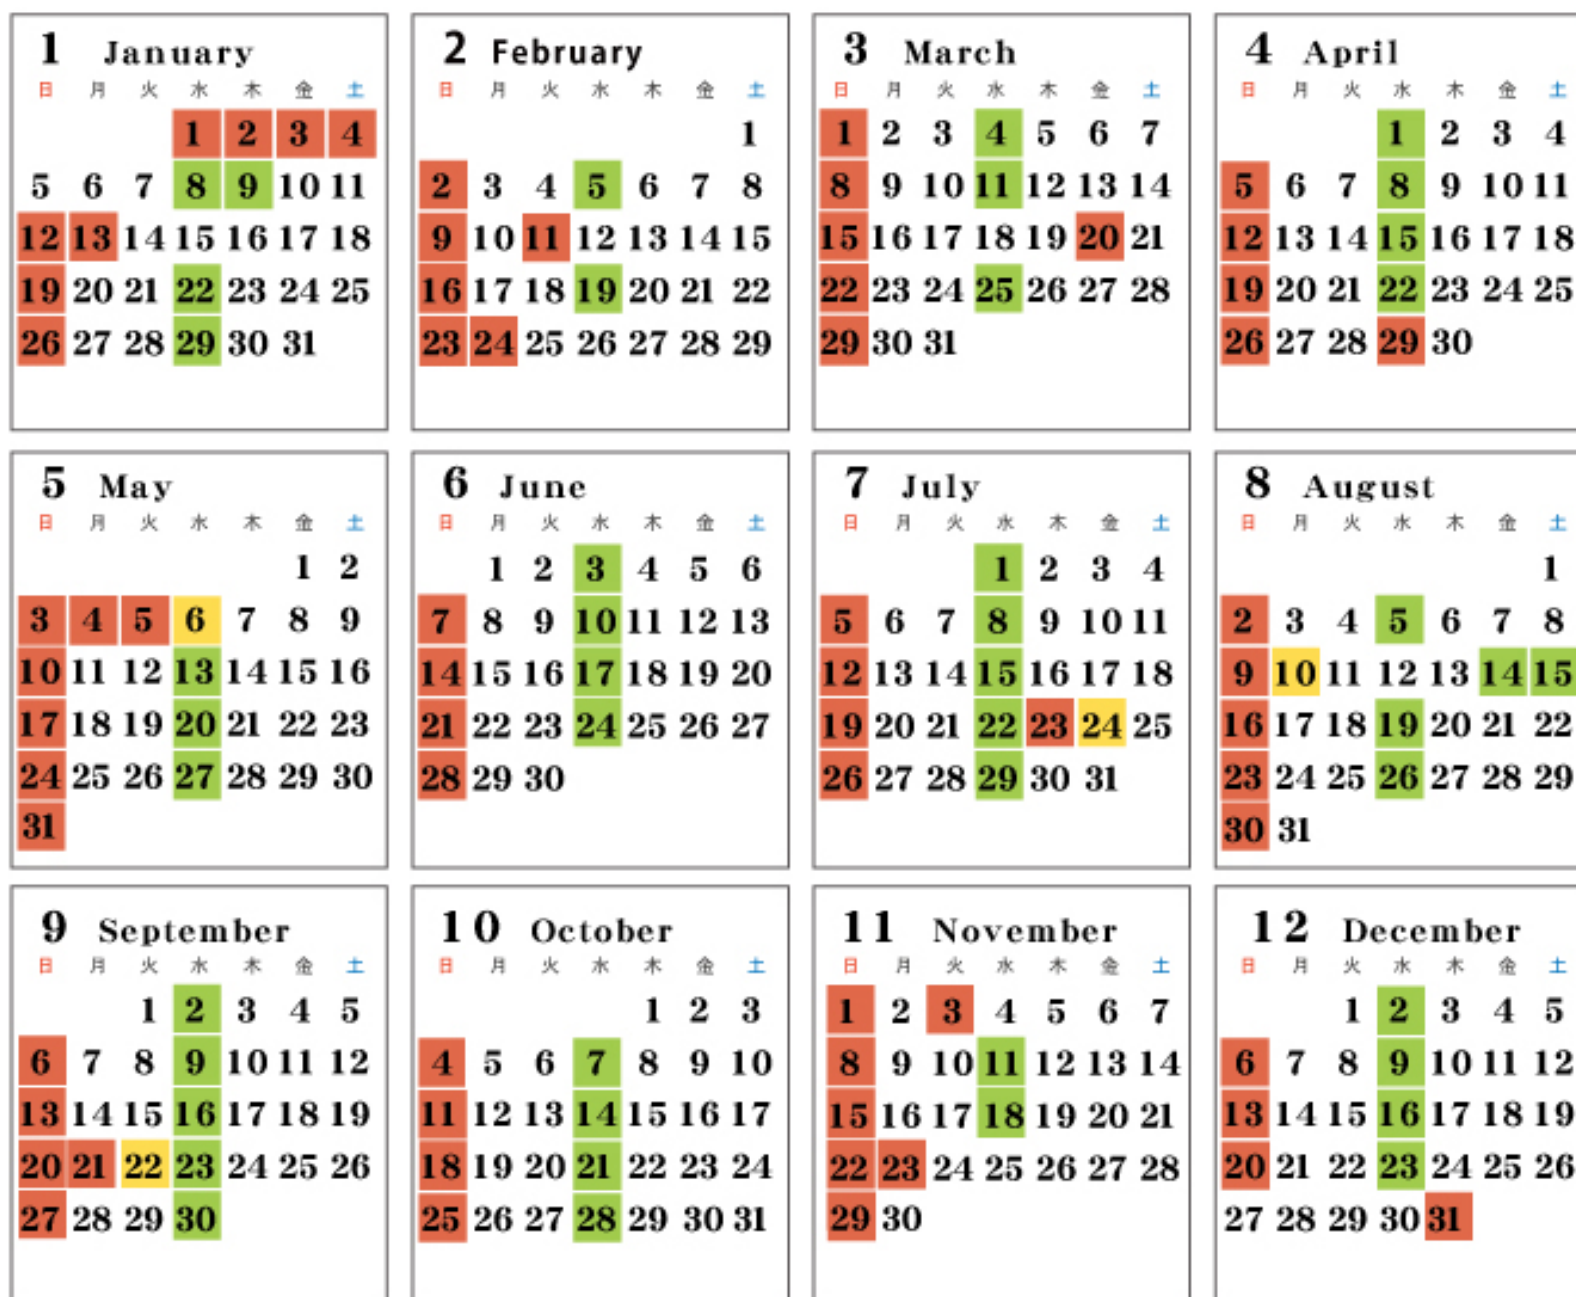 1 January
日 月 火 水 木 金 土
1 2 3 4
5 6 7 8 9 10 11
12 13 14 15 16 17 18
19 20 21 22 23 24 25
26 27 28 29 30 31
2 February
日 月 火 水 木 金 土
1
2 3 4 5 6 7 8
9 10 11 12 13 14 15
16 17 18 19 20 21 22
23 24 25 26 27 28 29
3 March
日 月 火 水 木 金 土
1 2 3 4 5 6 7
8 9 10 11 12 13 14
15 16 17 18 19 20 21
22 23 24 25 26 27 28
29 30 31
4 April
日 月 火 水 木 金 土
1 2 3 4
5 6 7 8 9 10 11
12 13 14 15 16 17 18
19 20 21 22 23 24 25
26 27 28 29 30
5 May
日 月 火 水 木 金 土
1 2
3 4 5 6 7 8 9
10 11 12 13 14 15 16
17 18 19 20 21 22 23
24 25 26 27 28 29 30
31
6 June
日 月 火 水 木 金 土
1 2 3 4 5 6
7 8 9 10 11 12 13
14 15 16 17 18 19 20
21 22 23 24 25 26 27
28 29 30
7 July
日 月 火 水 木 金 土
1 2 3 4
5 6 7 8 9 10 11
12 13 14 15 16 17 18
19 20 21 22 23 24 25
26 27 28 29 30 31
8 August
日 月 火 水 木 金 土
1
2 3 4 5 6 7 8
9 10 11 12 13 14 15
16 17 18 19 20 21 22
23 24 25 26 27 28 29
30 31
9 September
日 月 火 水 木 金 土
1 2 3 4 5
6 7 8 9 10 11 12
13 14 15 16 17 18 19
20 21 22 23 24 25 26
27 28 29 30
10 October
日 月 火 水 木 金 土
1 2 3
4 5 6 7 8 9 10
11 12 13 14 15 16 17
18 19 20 21 22 23 24
25 26 27 28 29 30 31
11 November
日 月 火 水 木 金 土
1 2 3 4 5 6 7
8 9 10 11 12 13 14
15 16 17 18 19 20 21
22 23 24 25 26 27 28
29 30
12 December
日 月 火 水 木 金 土
1 2 3 4 5
6 7 8 9 10 11 12
13 14 15 16 17 18 19
20 21 22 23 24 25 26
27 28 29 30 31